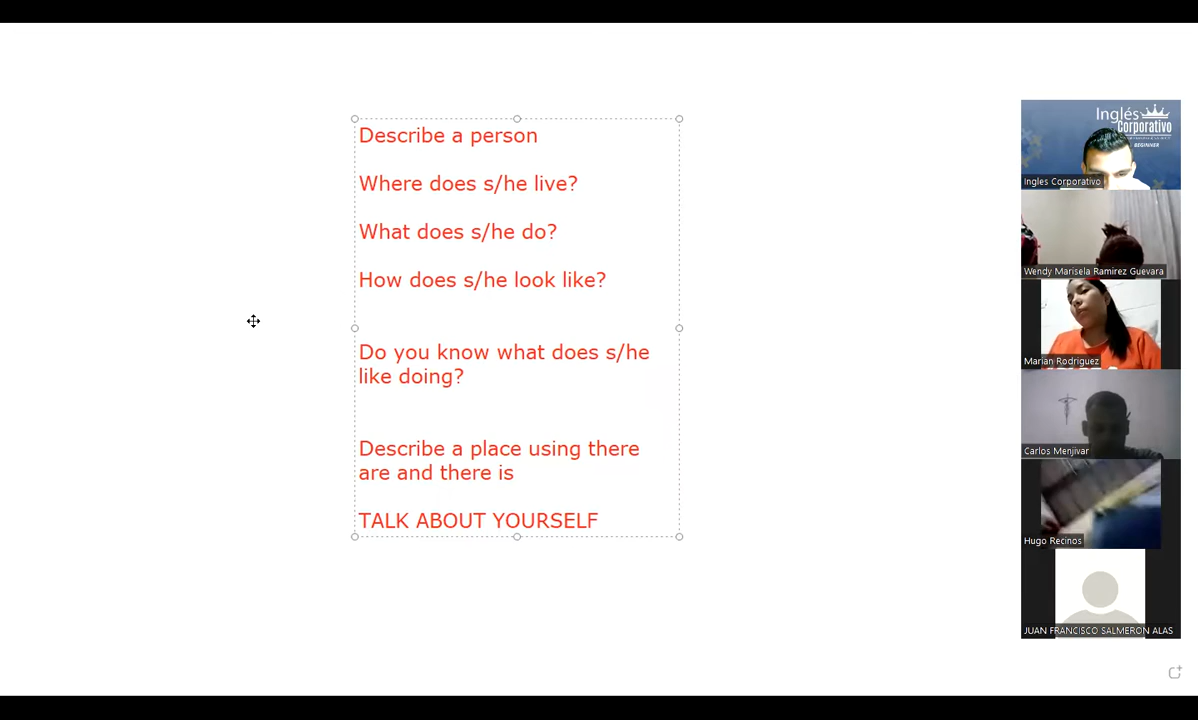 Describe a person
Where does s/he live?
What does s/he do?
How does s/he look like?
Do you know what does s/he
like doing?
Describe a place using there
are and there is
TALK ABOUT YOURSELF
Inglés
Corporativo
BEGINNER
Ingles Corporativo
Wendy Marisela Ramirez Guevara
Marian Rodriguez
Carlos Menjivar
Hugo Recinos
JUAN FRANCISCO SALMERON ALAS